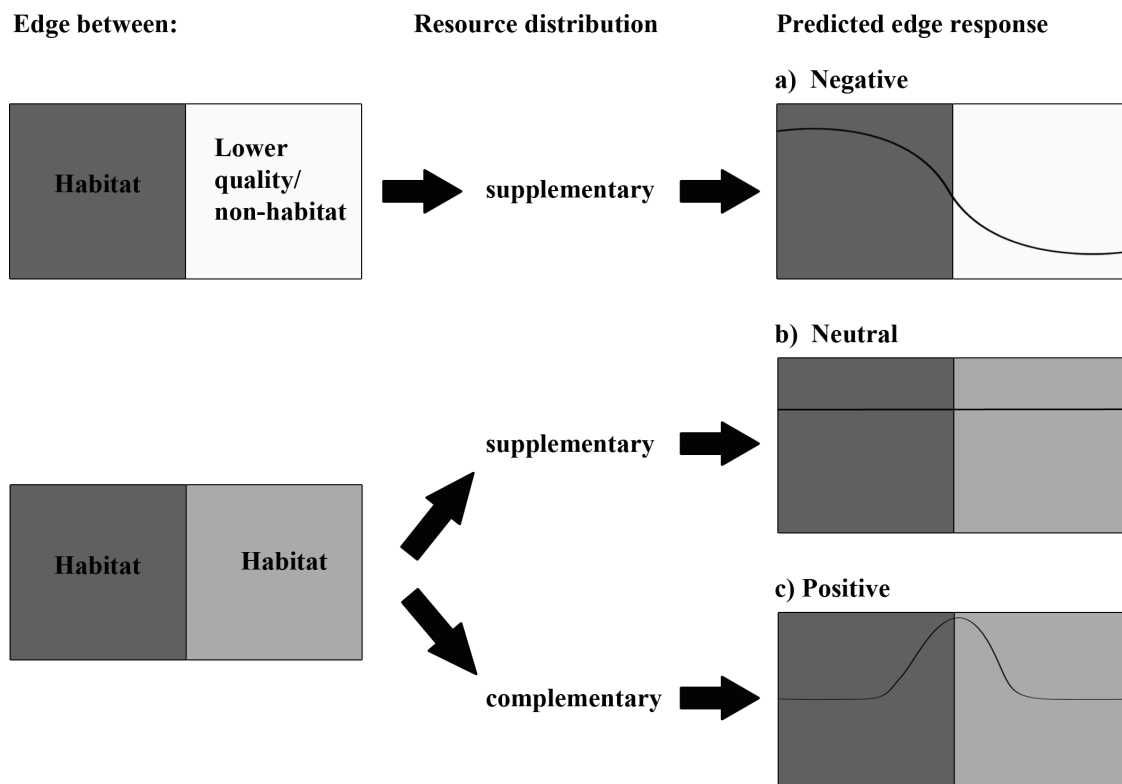 Edge between:
Resource distribution
Predicted edge response
a)  Negative
Habitat
Lower
quality/
non-habitat
supplementary
b)  Neutral
supplementary
Habitat
Habitat
c) Positive
complementary